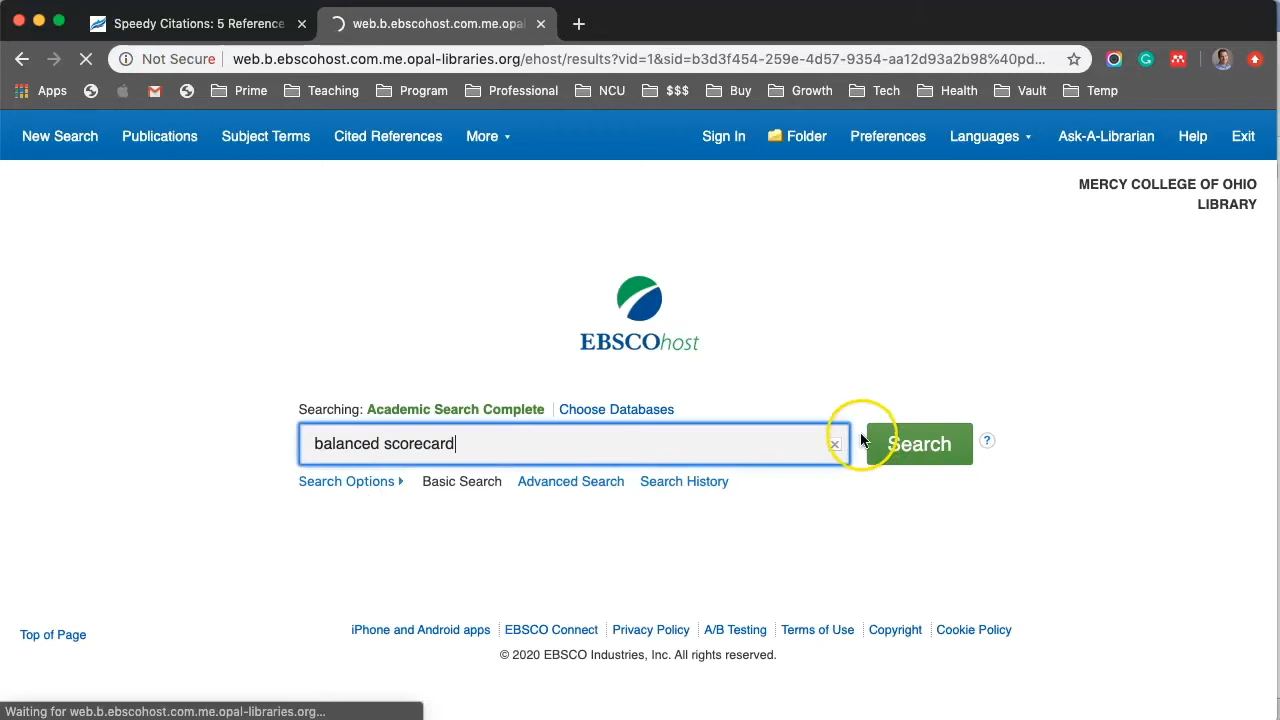 Speedy Citations: 5 Reference
web.b.ebscohost.com.me.opal
Not Secure web.b.ebscohost.com.me.opal-libraries.org/ehost/results?vid=1&sid=b3d3f454-259e-4d57-9354-aa12d93a2b98%40pd...
Apps Prime Teaching Program Professional NCU $$$ Buy Growth Tech Health Vault Temp
New Search Publications Subject Terms Cited References More Sign In Folder Preferences Languages Ask-A-Librarian Help Exit
MERCY COLLEGE OF OHIO
LIBRARY
EBSCOhost
Searching: Academic Search Complete Choose Databases
balanced scorecard Search ?
Search Options Basic Search Advanced Search Search History
iPhone and Android apps EBSCO Connect Privacy Policy A/B Testing Terms of Use Copyright Cookie Policy
Top of Page
© 2020 EBSCO Industries, Inc. All rights reserved.
Waiting for web.b.ebscohost.com.me.opal-libraries.org...